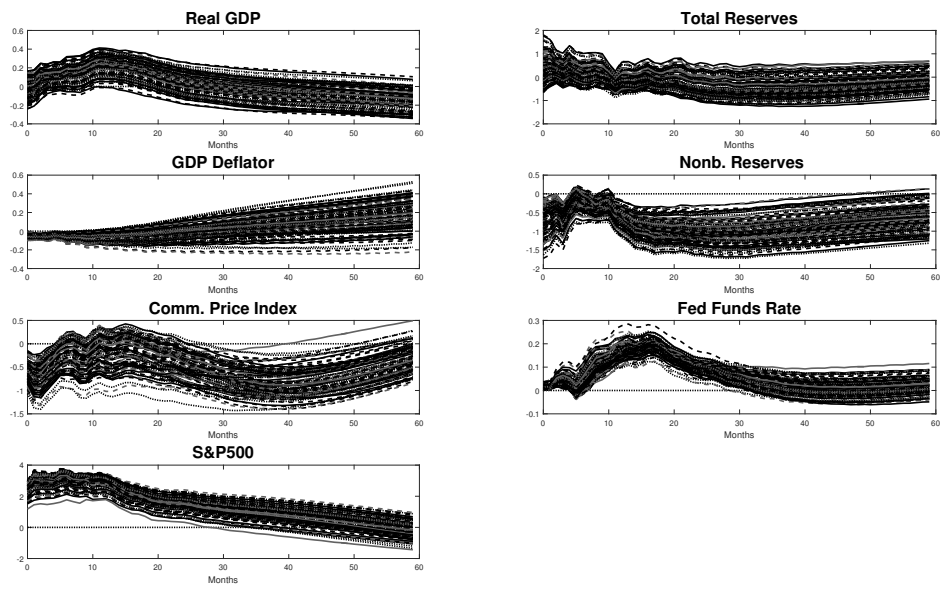 Real GDP
0.6
0.4
0.2
0
-0.2
-0.4
0 10 20 30 40 50 60
Months
Total Reserves
2
1
0
-1
-2
0 10 20 30 40 50 60
Months
GDP Deflator
0.6
0.4
0.2
0
-0.2
-0.4
0 10 20 30 40 50 60
Months
Nonb. Reserves
0.5
0
-0.5
-1
-1.5
-2
0 10 20 30 40 50 60
Months
Comm. Price Index
0.5
0
-0.5
-1
-1.5
0 10 20 30 40 50 60
Months
Fed Funds Rate
0.3
0.2
0.1
0
-0.1
0 10 20 30 40 50 60
Months
S&P500
4
2
0
-2
0 10 20 30 40 50 60
Months